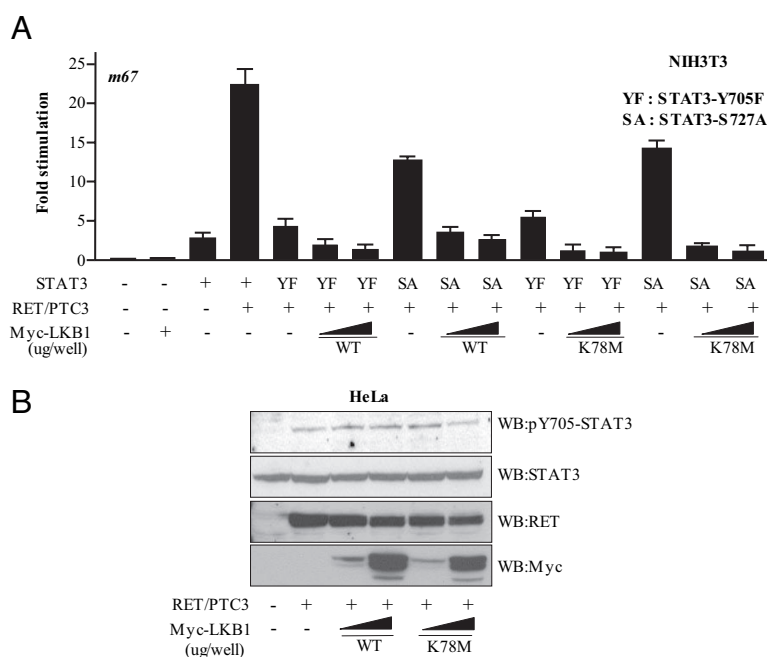 A
m67
NIH3T3
YF : STAT3-Y705F
SA : STAT3-S727A
Fold stimulation
25
20
15
10
5
0
STAT3 - - + + YF YF YF SA SA SA YF YF YF SA SA SA
RET/PTC3 - - - + + + + + + + + + + + + +
Myc-LKB1 - + - - - - - - -
(ug/well) WT WT K78M K78M
B
HeLa
WB:pY705-STAT3
WB:STAT3
WB:RET
WB:Myc
RET/PTC3 - + + + + +
Myc-LKB1 - -
(ug/well) WT K78M